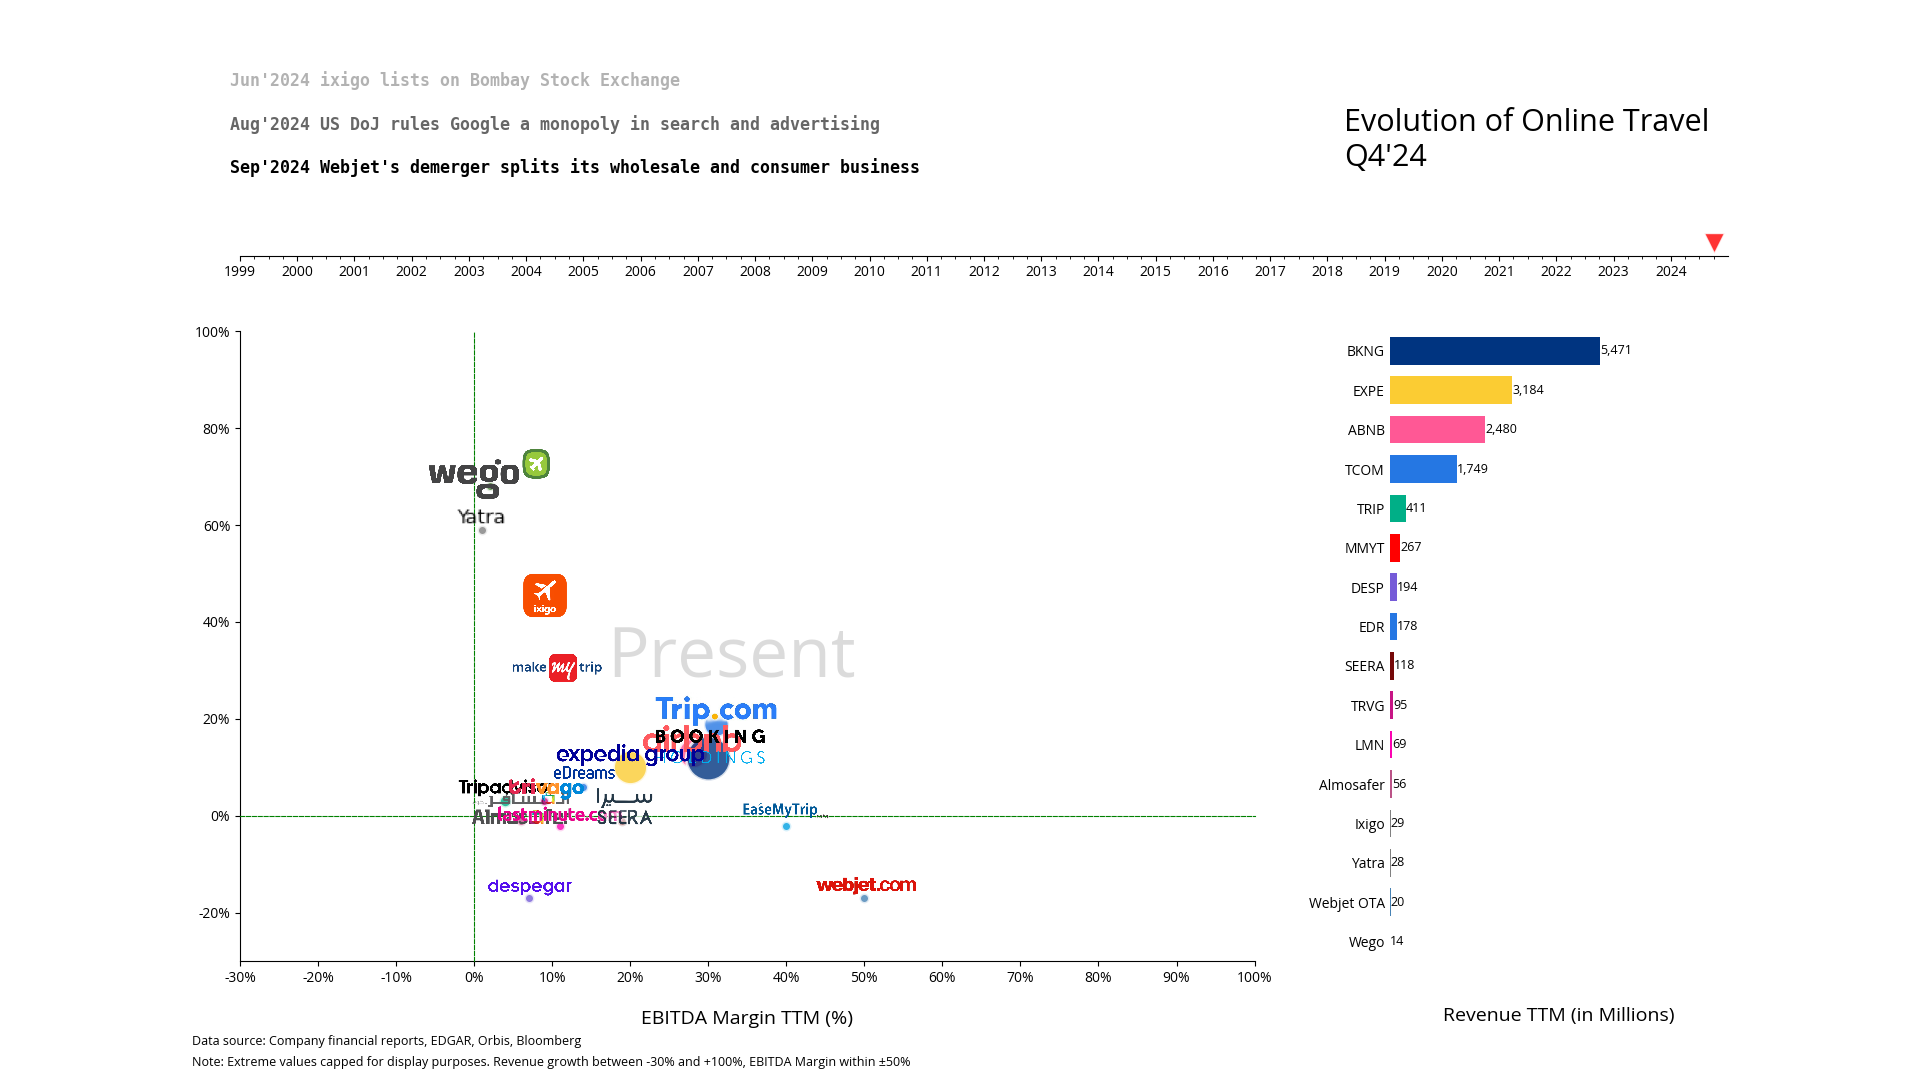 Jun'2024 ixigo lists on Bombay Stock Exchange
Aug'2024 US DoJ rules Google a monopoly in search and advertising
Sep'2024 Webjet's demerger splits its wholesale and consumer business
Evolution of Online Travel
Q4'24
1999 2000 2001 2002 2003 2004 2005 2006 2007 2008 2009 2010 2011 2012 2013 2014 2015 2016 2017 2018 2019 2020 2021 2022 2023 2024
100%
80%
60%
40%
20%
0%
-20%
-30% -20% -10% 0% 10% 20% 30% 40% 50% 60% 70% 80% 90% 100%
EBITDA Margin TTM (%)
wego
Yatra
ixigo
make my trip
Present
Trip.com
airbnb
BOOKING
HOLDINGS
expedia group
eDreams
Tripadvisor
trivago
سيرا
SEERA
Almosafer
lastminute.com
EaseMyTrip
despegar
webjet.com
BKNG 5,471
EXPE 3,184
ABNB 2,480
TCOM 1,749
TRIP 411
MMYT 267
DESP 194
EDR 178
SEERA 118
TRVG 95
LMN 69
Almosafer 56
Ixigo 29
Yatra 28
Webjet OTA 20
Wego 14
Revenue TTM (in Millions)
Data source: Company financial reports, EDGAR, Orbis, Bloomberg
Note: Extreme values capped for display purposes. Revenue growth between -30% and +100%, EBITDA Margin within ±50%